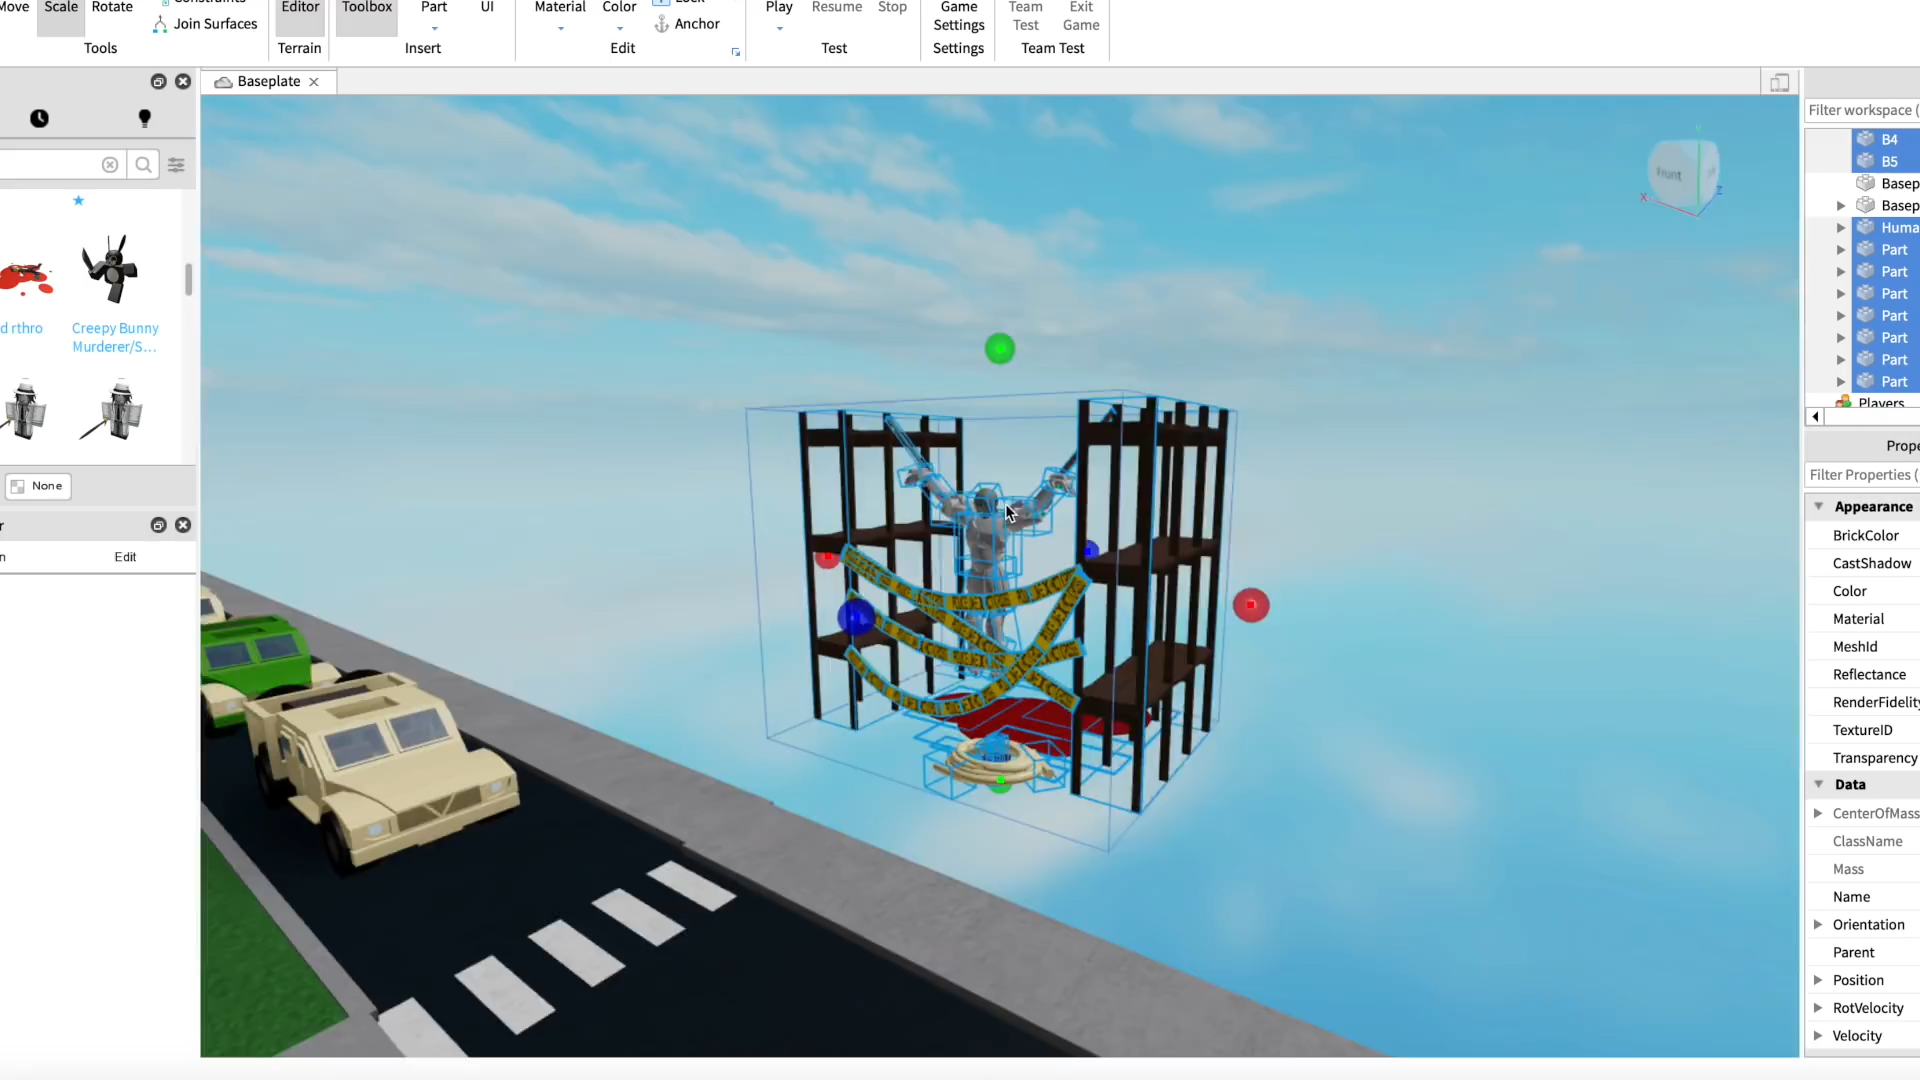 Move
Scale
Rotate
Join Surfaces
Tools
Editor
Terrain
Toolbox
Part
UI
Insert
Material
Color
Anchor
Edit
Play
Resume
Stop
Test
Game
Settings
Settings
Team
Test
Exit
Game
Team Test
Baseplate
Front
Filter workspace (
B4
B5
Basep
Basep
Huma
Part
Part
Part
Part
Part
Part
Part
Players
d rthro
Creepy Bunny
Murderer/S...
None
r
n
Edit
Prope
Filter Properties (
Appearance
BrickColor
CastShadow
Color
Material
MeshId
Reflectance
RenderFidelity
TextureID
Transparency
Data
CenterOfMass
ClassName
Mass
Name
Orientation
Parent
Position
RotVelocity
Velocity